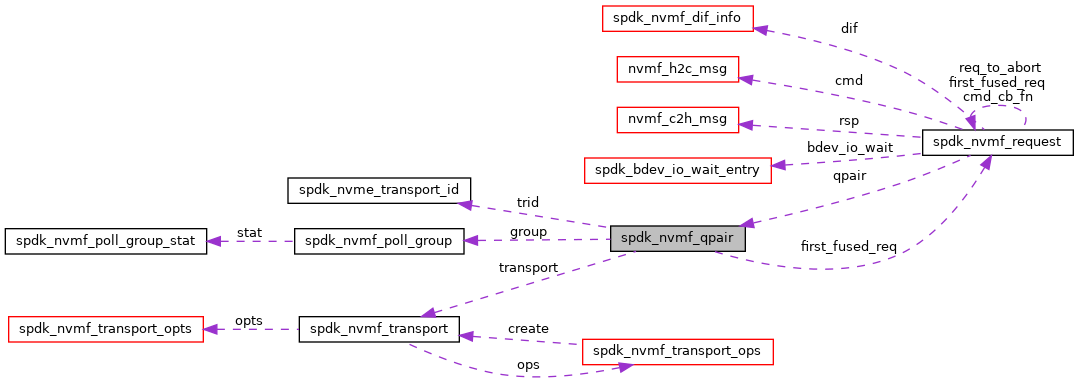 spdk_nvmf_dif_info
dif
nvmf_h2c_msg
cmd
req_to_abort
first_fused_req
cmd_cb_fn
nvmf_c2h_msg
rsp
spdk_nvmf_request
bdev_io_wait
spdk_bdev_io_wait_entry
qpair
spdk_nvme_transport_id
trid
spdk_nvmf_poll_group_stat
stat
spdk_nvmf_poll_group
group
spdk_nvmf_qpair
first_fused_req
transport
spdk_nvmf_transport_opts
opts
spdk_nvmf_transport
create
spdk_nvmf_transport_ops
ops